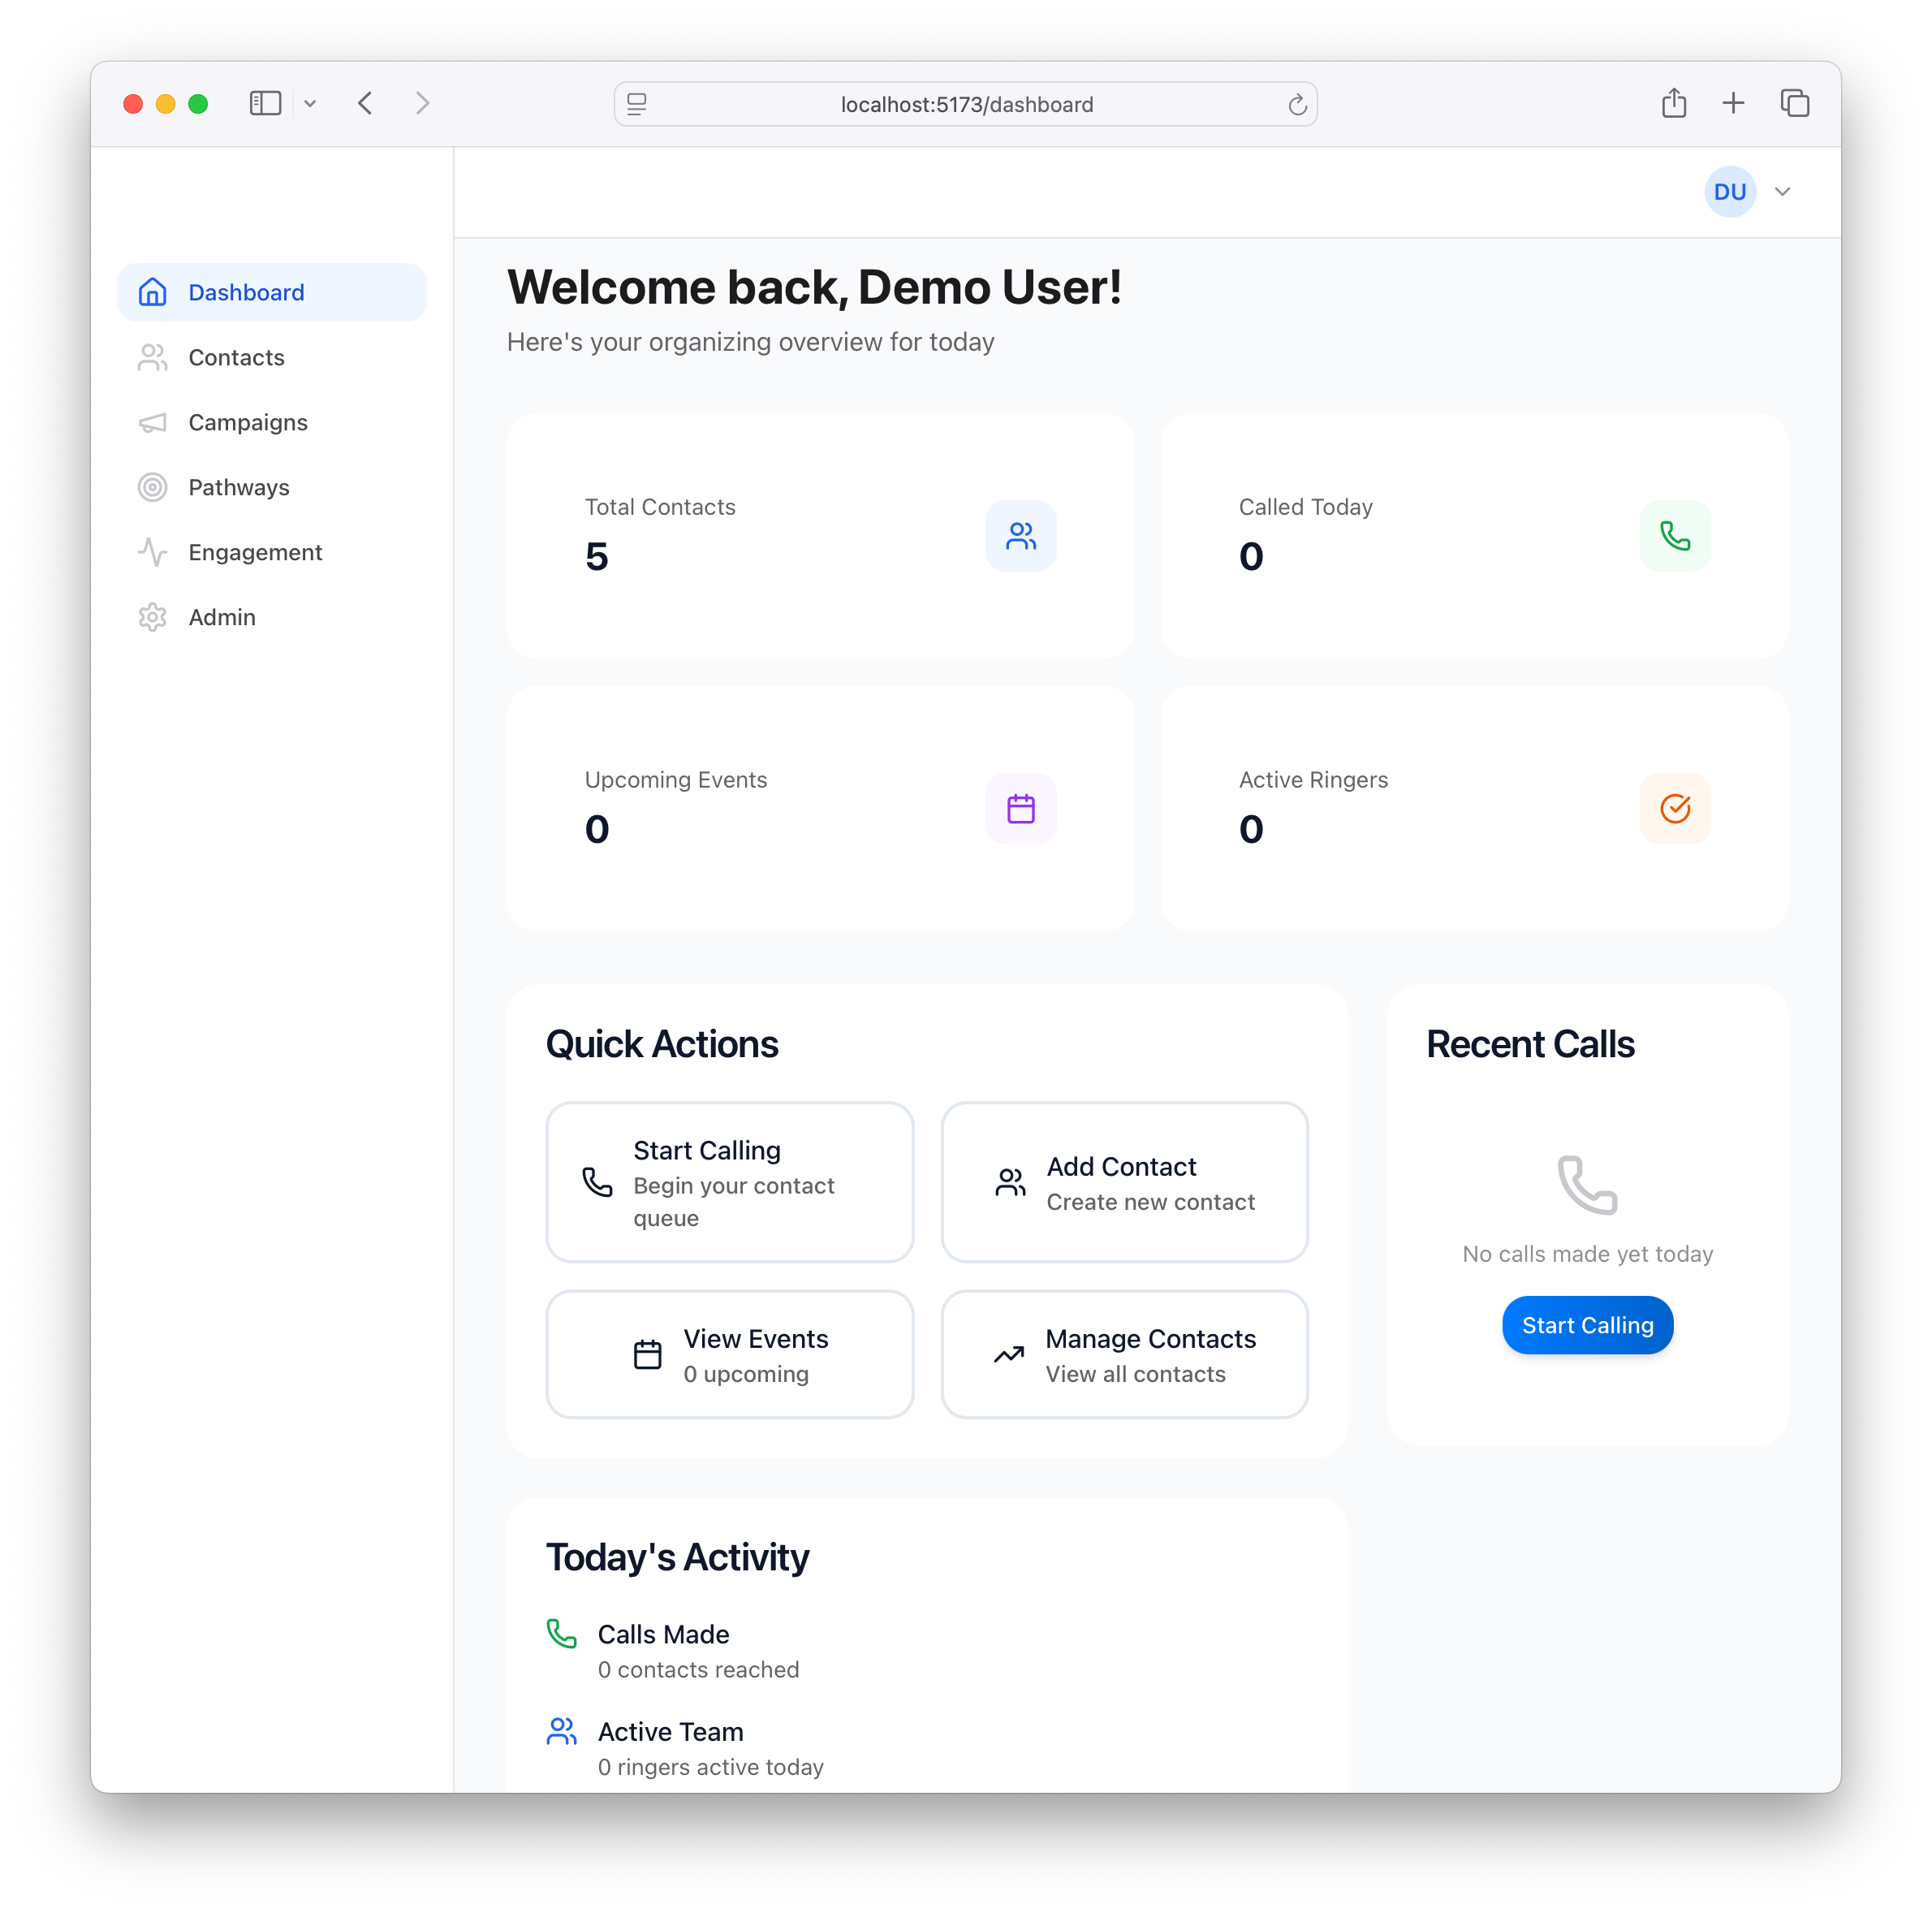 localhost:5173/dashboard
DU
Dashboard
Contacts
Campaigns
Pathways
Engagement
Admin
Welcome back, Demo User!
Here's your organizing overview for today
Total Contacts
5
Called Today
0
Upcoming Events
0
Active Ringers
0
Quick Actions
Start Calling
Begin your contact
queue
Add Contact
Create new contact
View Events
0 upcoming
Manage Contacts
View all contacts
Recent Calls
No calls made yet today
Start Calling
Today's Activity
Calls Made
0 contacts reached
Active Team
0 ringers active today